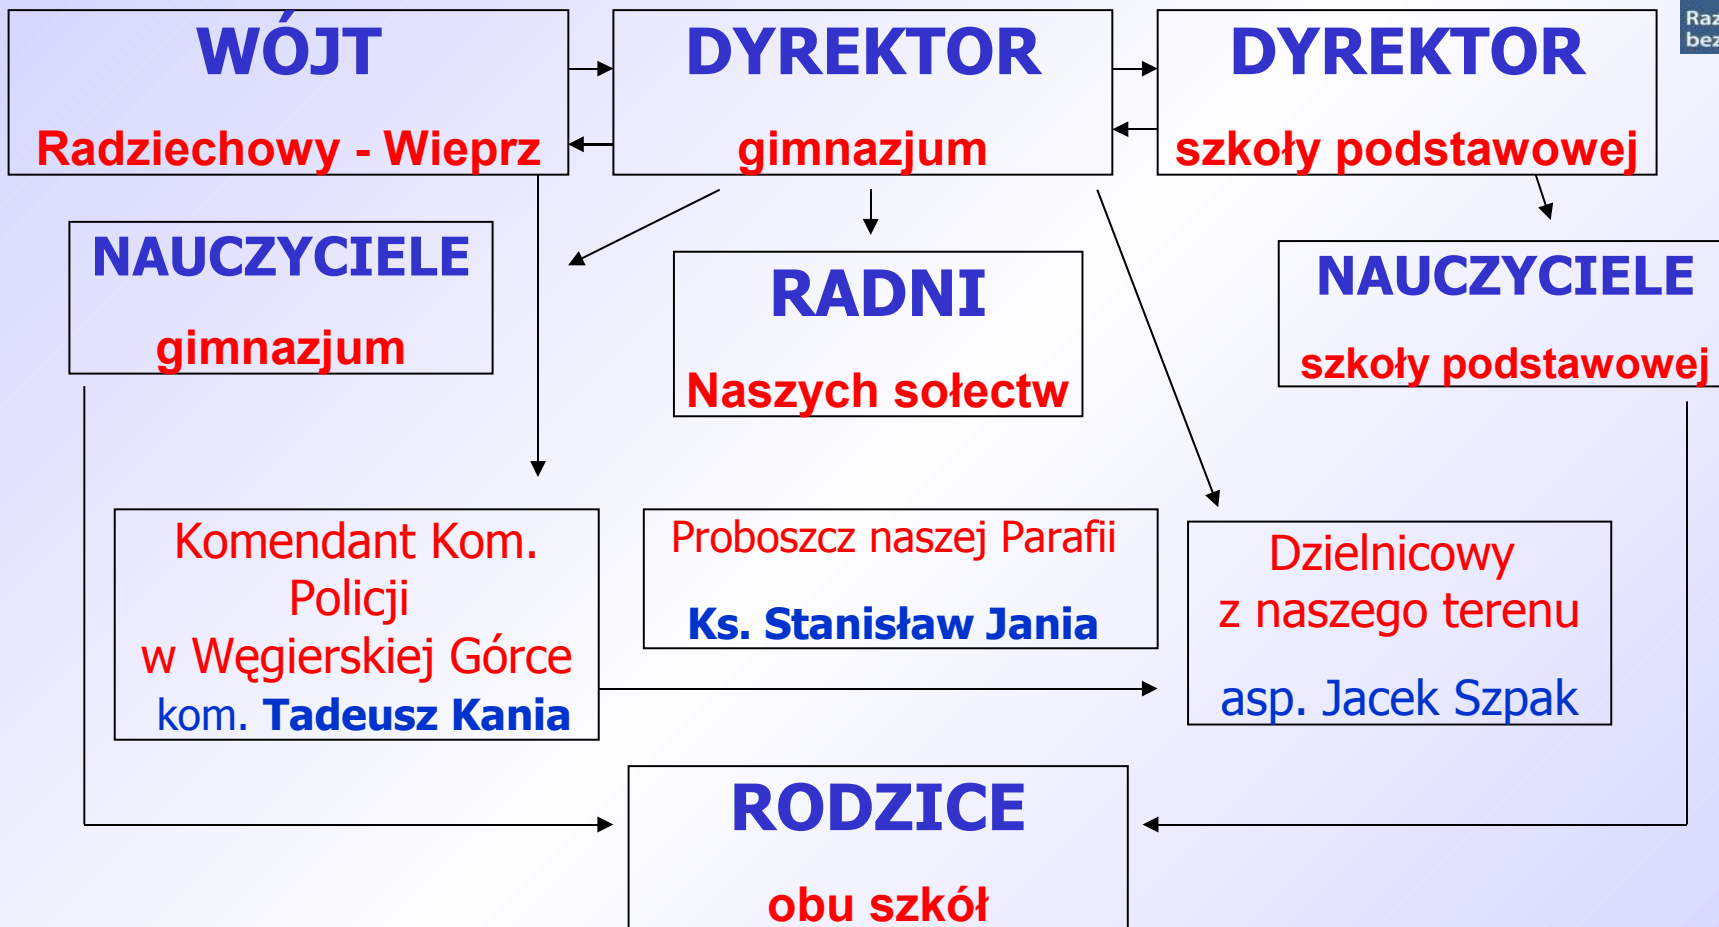 WÓJT
Radziechowy - Wieprz
DYREKTOR
gimnazjum
DYREKTOR
szkoły podstawowej
NAUCZYCIELE
gimnazjum
RADNI
Naszych sołectw
NAUCZYCIELE
szkoły podstawowej
Komendant Kom.
Policji
w Węgierskiej Górce
kom. Tadeusz Kania
Proboszcz naszej Parafii
Ks. Stanisław Jania
Dzielnicowy
z naszego terenu
asp. Jacek Szpak
RODZICE
obu szkół